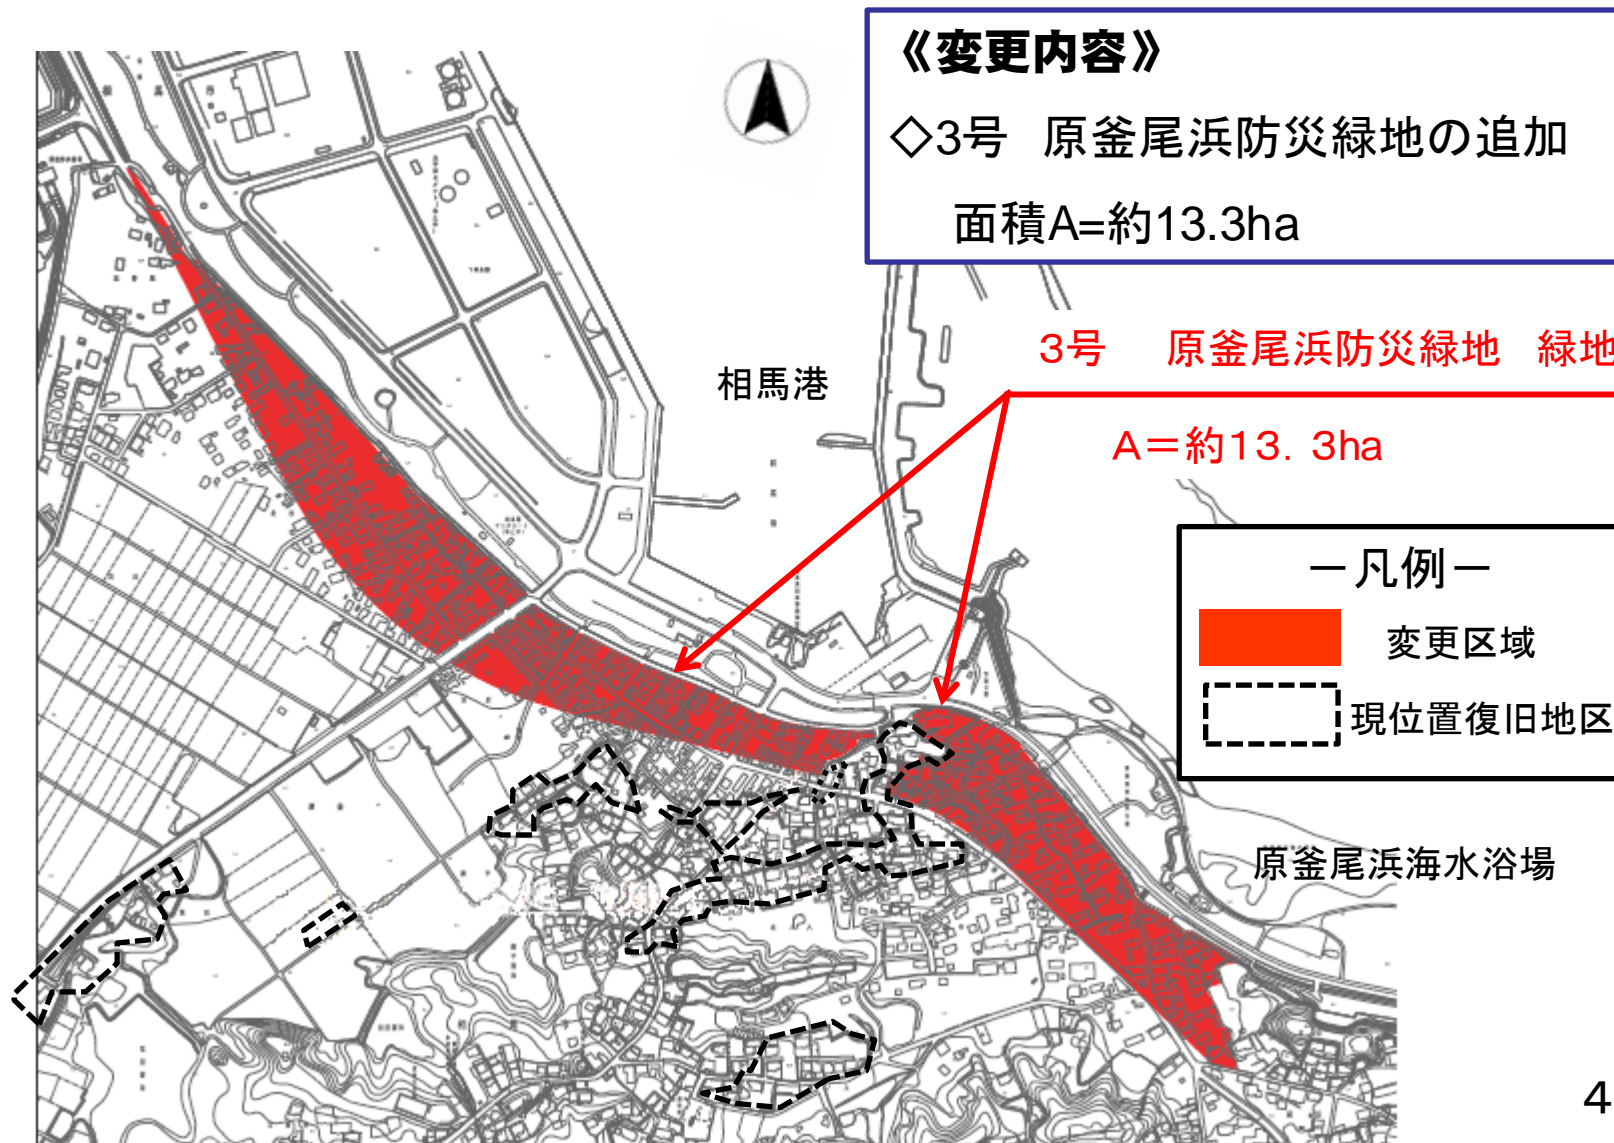 《変更内容》
◇3号　原釜尾浜防災緑地の追加
面積A=約13.3ha
3号　原釜尾浜防災緑地　緑地
A＝約13．3ha
相馬港
－凡例－
変更区域
現位置復旧地区
原釜尾浜海水浴場
4